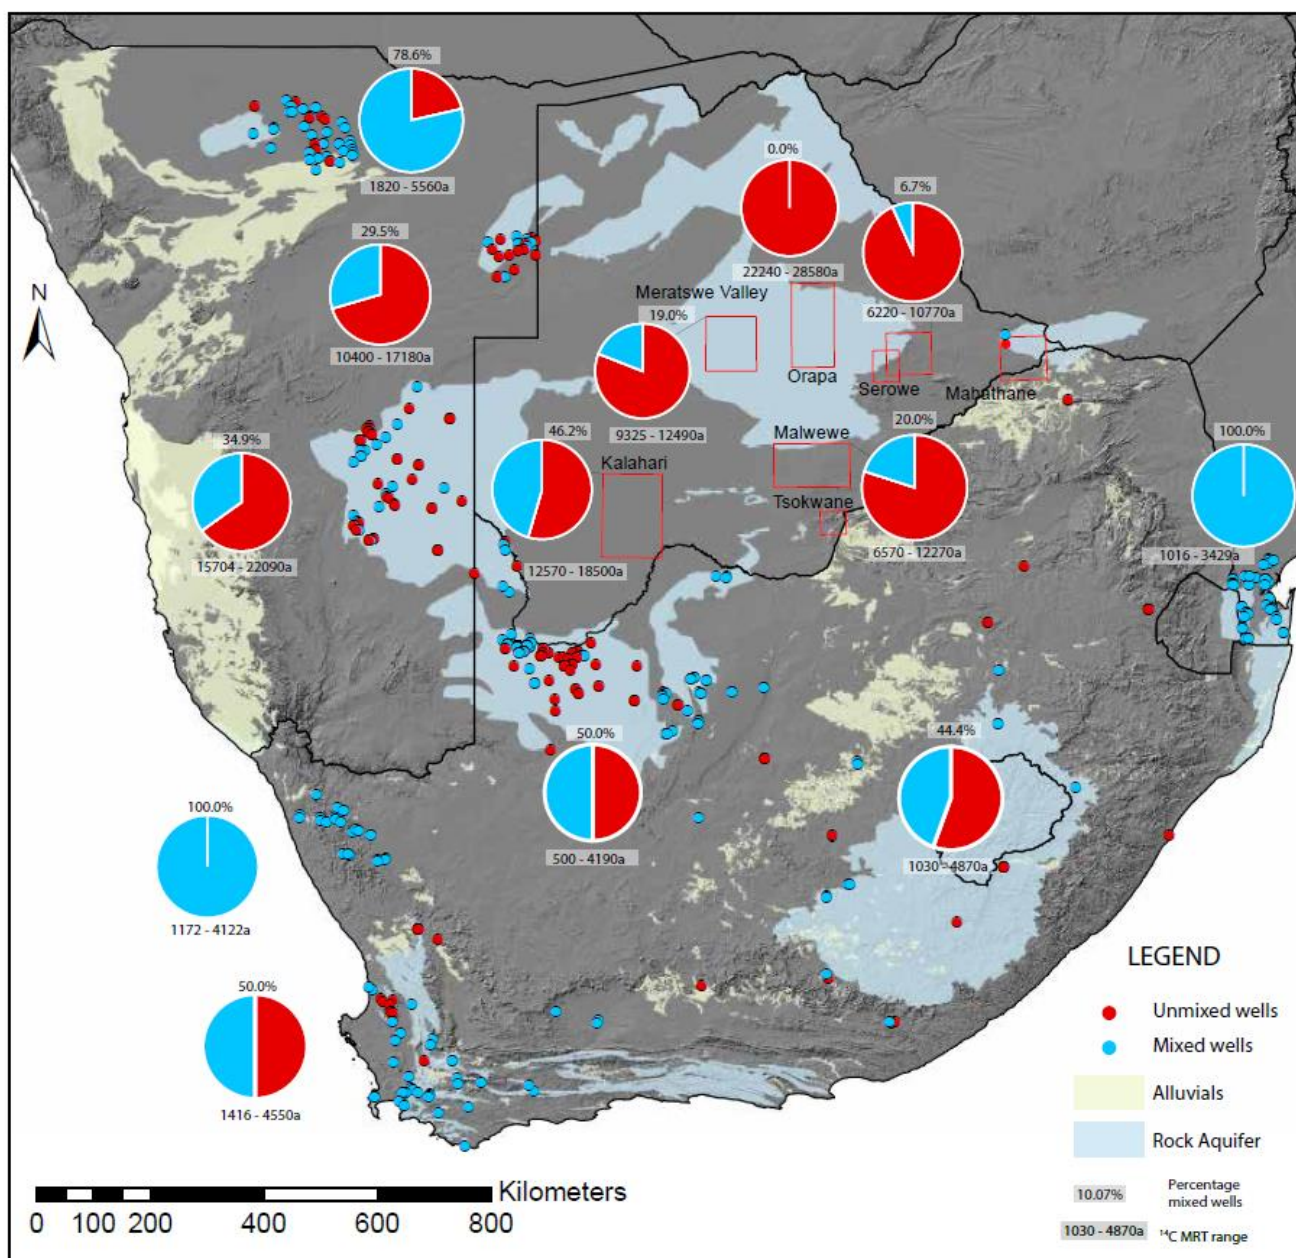 78.6%
1820 - 5560a
0.0%
22240 - 28580a
6.7%
6220 - 10770a
29.5%
10400 - 17180a
N
Meratswe Valley
19.0%
9325 - 12490a
Orapa
Serowe
Mahathane
34.9%
15704 - 22090a
46.2%
12570 - 18500a
Kalahari
Malwewe
Tsokwane
20.0%
6570 - 12270a
100.0%
1016 - 3429a
50.0%
500 - 4190a
44.4%
1030 - 4870a
100.0%
1172 - 4122a
50.0%
1416 - 4550a
LEGEND
Unmixed wells
Mixed wells
Alluvials
Rock Aquifer
10.07%
Percentage
mixed wells
1030 - 4870a
¹⁴C MRT range
Kilometers
0 100 200 400 600 800